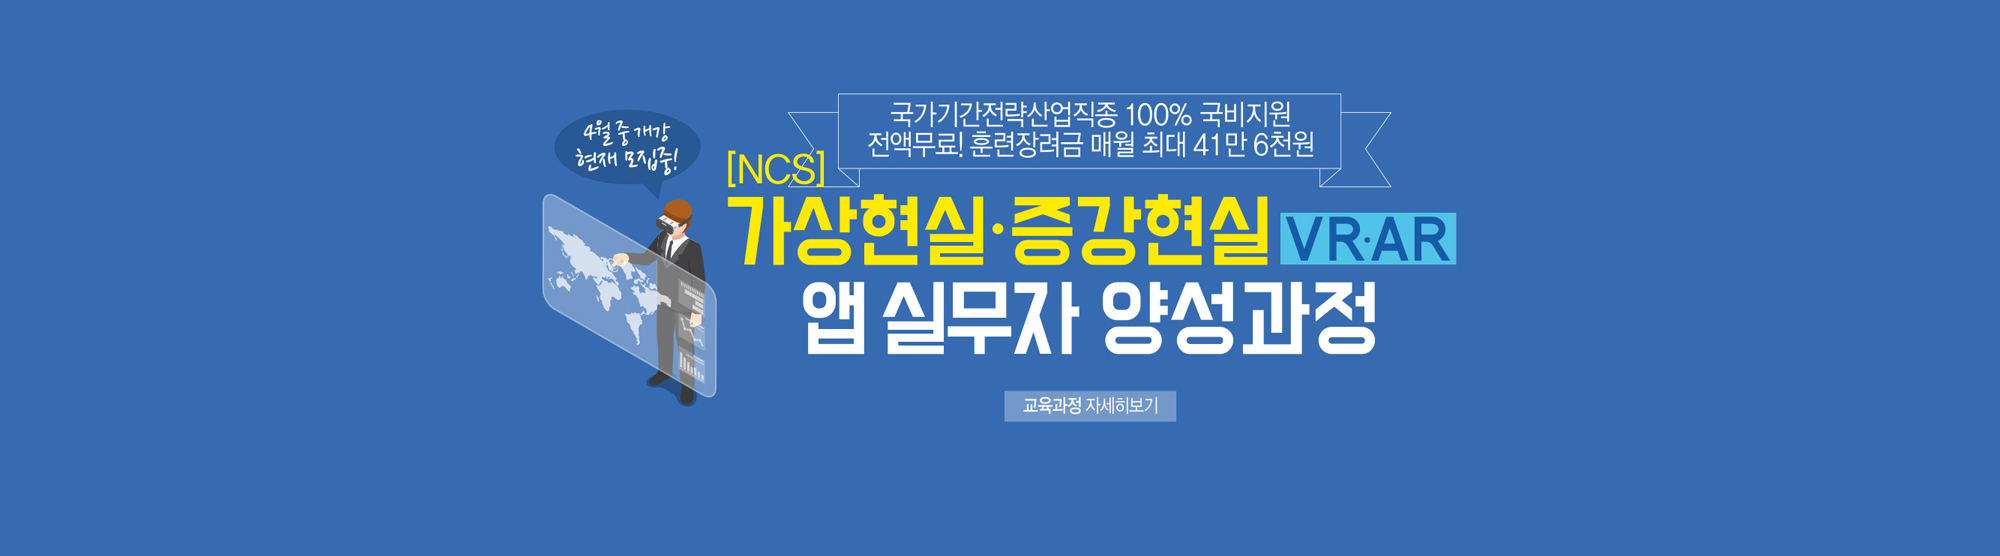 4월 중 개강
현재 모집중!
국가기간전략산업직종 100% 국비지원
전액무료! 훈련장려금 매월 최대 41만 6천원
[NCS]
가상현실·증강현실 VR·AR
앱 실무자 양성과정
교육과정 자세히보기